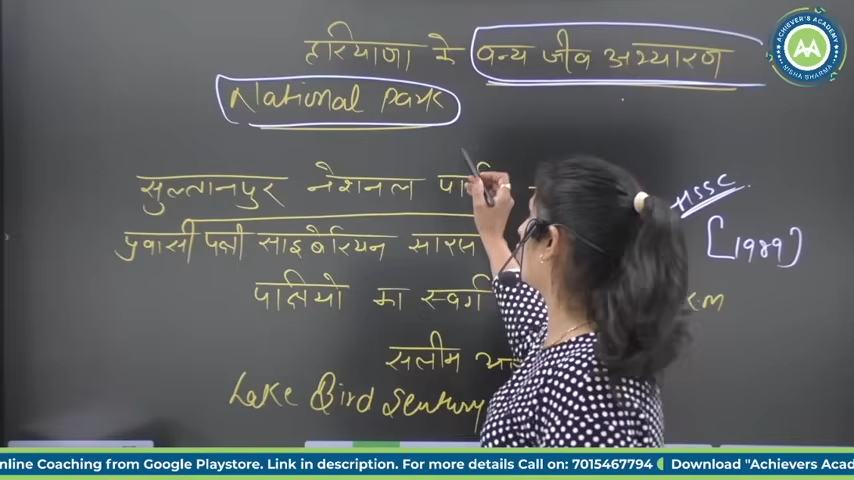 हरियाणा के वन्य जीव अभ्यारण
National Park
सुल्तानपुर नेशनल
HSSC
[1989]
प्रवासी पक्षी साइबेरियन सारस
पक्षियो का स्वर्ग
सलीम
Lake Bird Sentury
ACHIEVER'S ACADEMY
NISHA SHARMA
nline Coaching from Google Playstore. Link in description. For more details Call on: 7015467794 Download "Achievers Acad